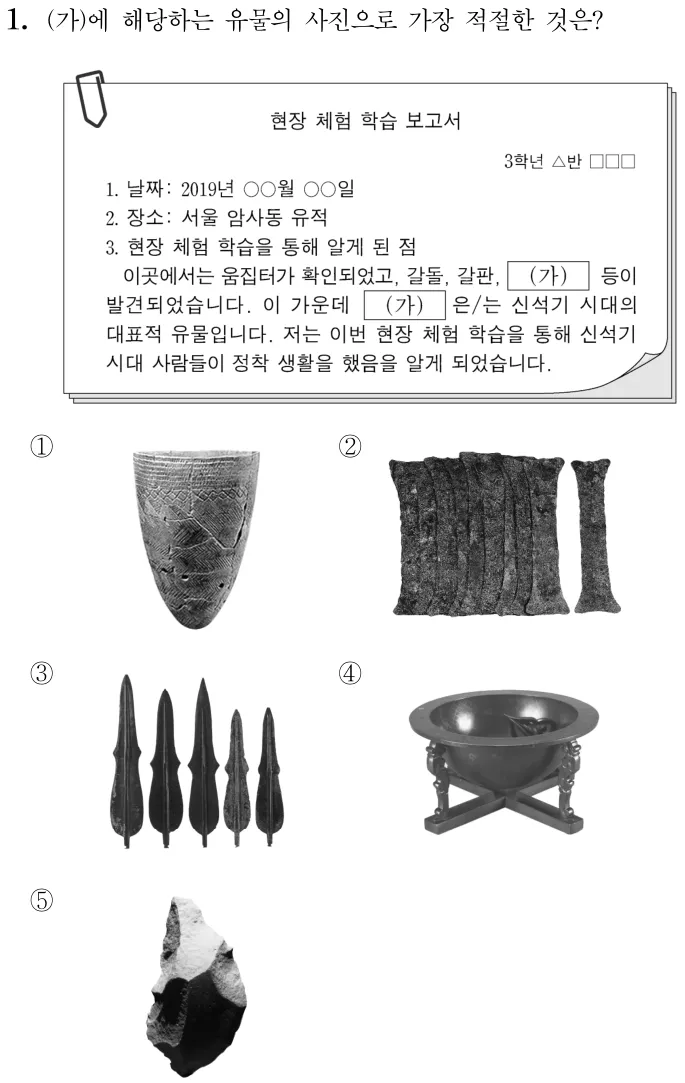 1. (가)에 해당하는 유물의 사진으로 가장 적절한 것은?
현장 체험 학습 보고서
3학년 △반 □□□
1. 날짜: 2019년 ○○월 ○○일
2. 장소: 서울 암사동 유적
3. 현장 체험 학습을 통해 알게 된 점
이곳에서는 움집터가 확인되었고, 갈돌, 갈판, (가) 등이
발견되었습니다. 이 가운데 (가) 은/는 신석기 시대의
대표적 유물입니다. 저는 이번 현장 체험 학습을 통해 신석기
시대 사람들이 정착 생활을 했음을 알게 되었습니다.
①
②
③
④
⑤